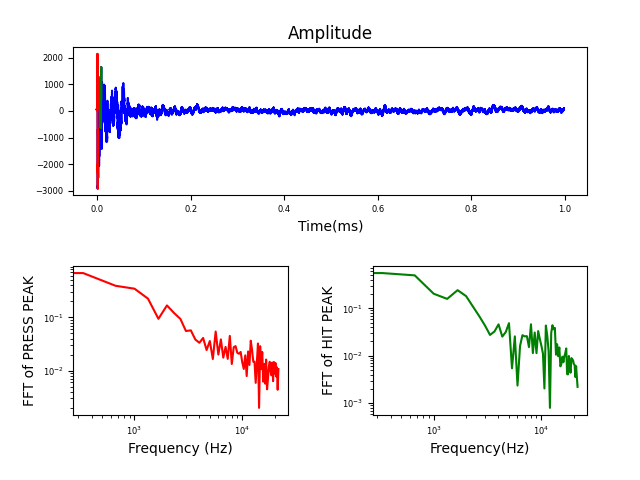 Amplitude
2000
1000
0
−1000
−2000
−3000
0.0 0.2 0.4 0.6 0.8 1.0
Time(ms)
FFT of PRESS PEAK
10⁻¹
10⁻²
10³ 10⁴
Frequency (Hz)
FFT of HIT PEAK
10⁻¹
10⁻²
10⁻³
10³ 10⁴
Frequency(Hz)